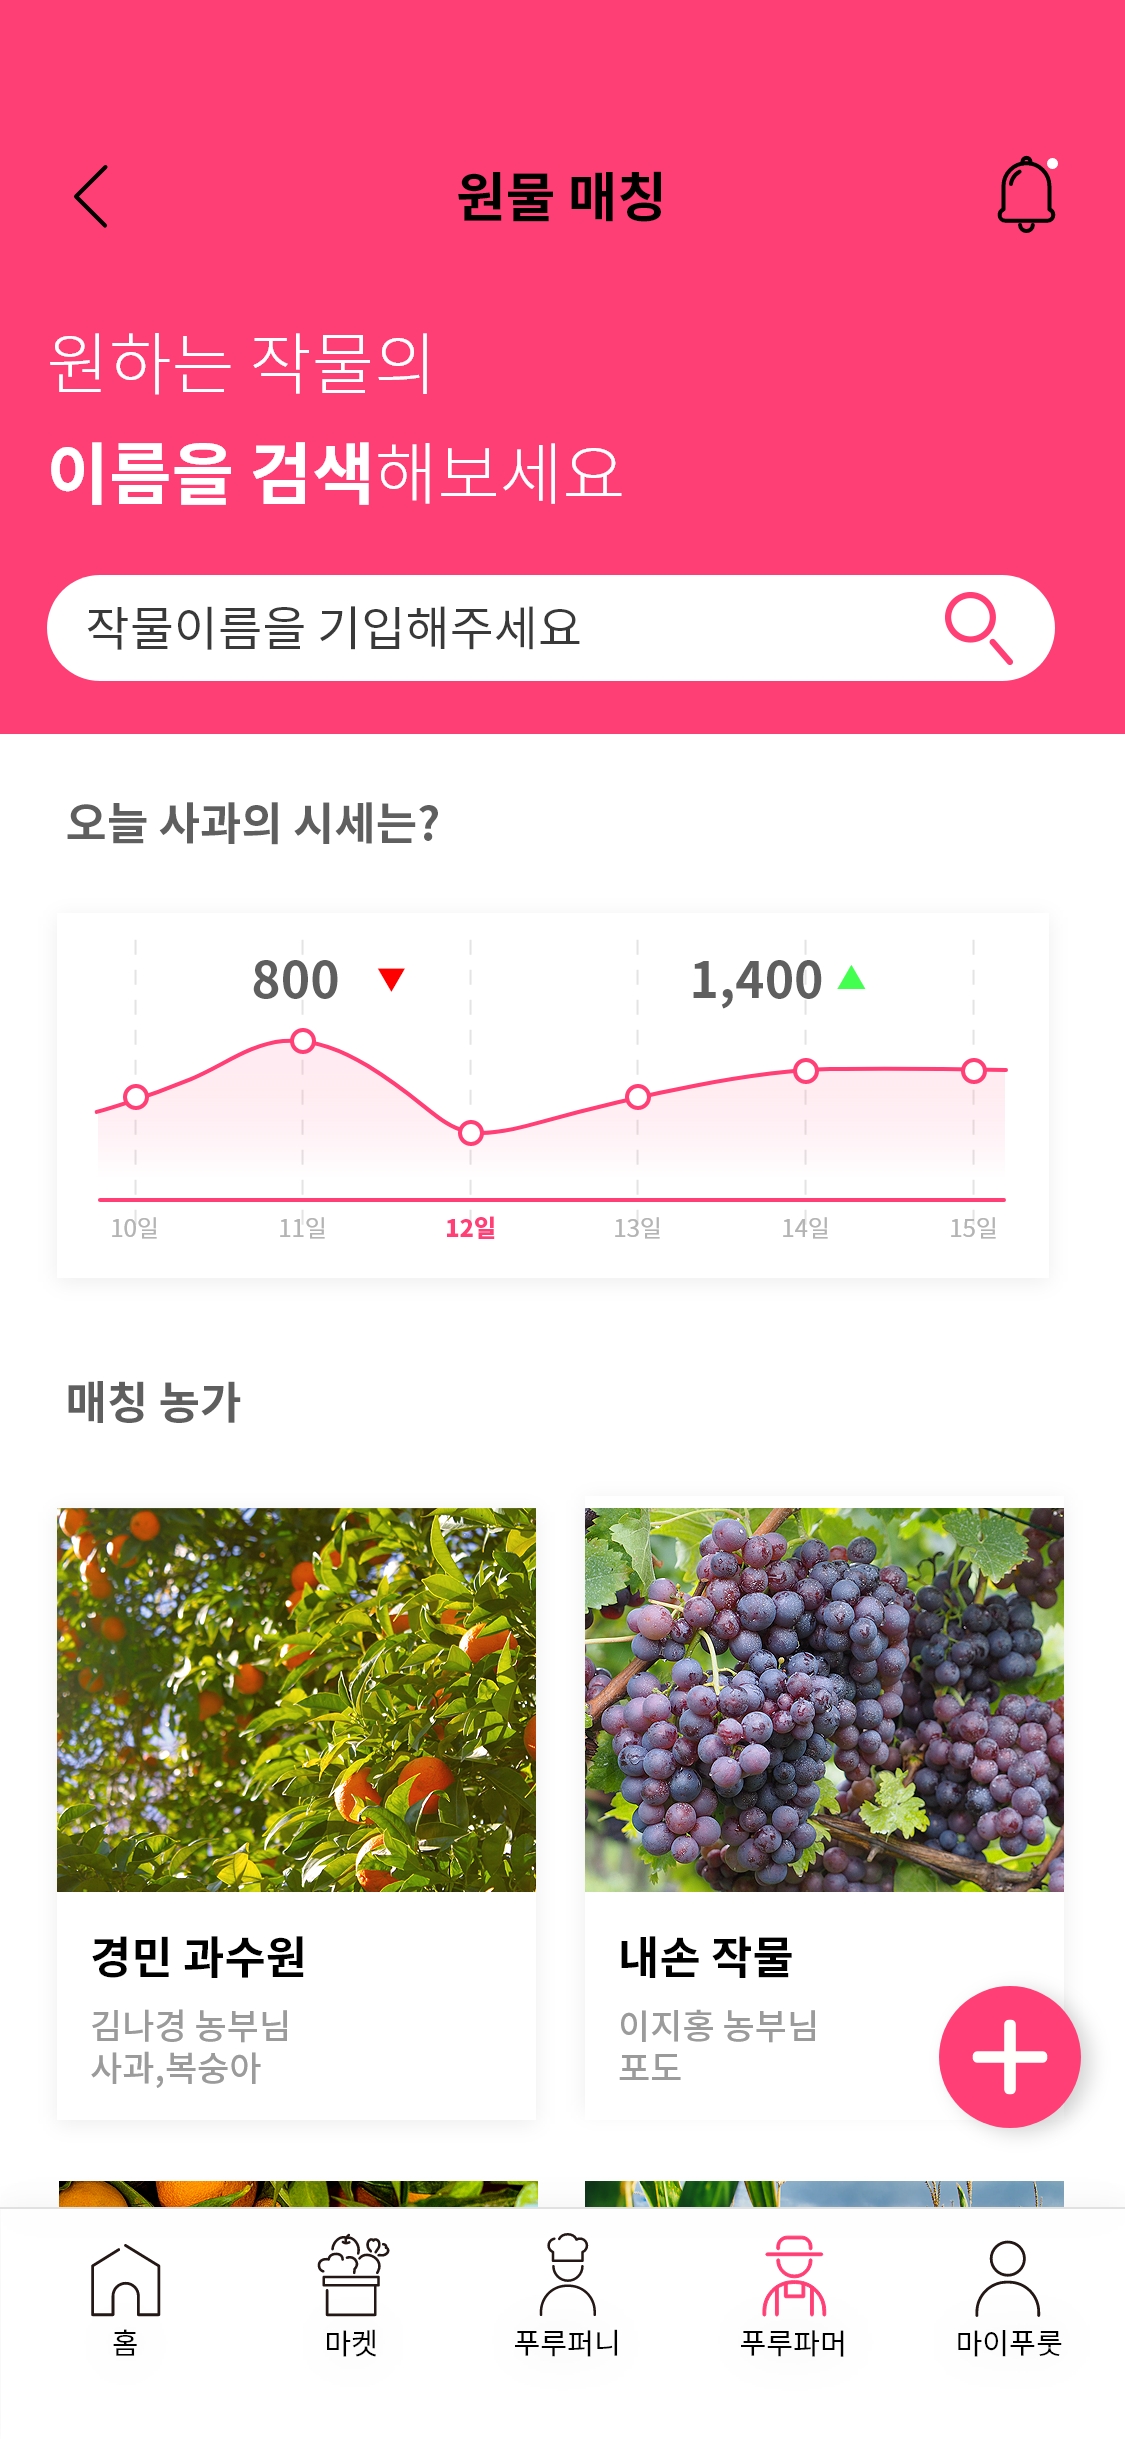 원물 매칭
원하는 작물의
이름을 검색해보세요
작물이름을 기입해주세요
오늘 사과의 시세는?
800 ▼ 1,400 ▲
10일 11일 12일 13일 14일 15일
매칭 농가
경민 과수원
김나경 농부님
사과,복숭아
내손 작물
이지홍 농부님
포도
홈 마켓 푸루퍼니 푸루파머 마이푸룻